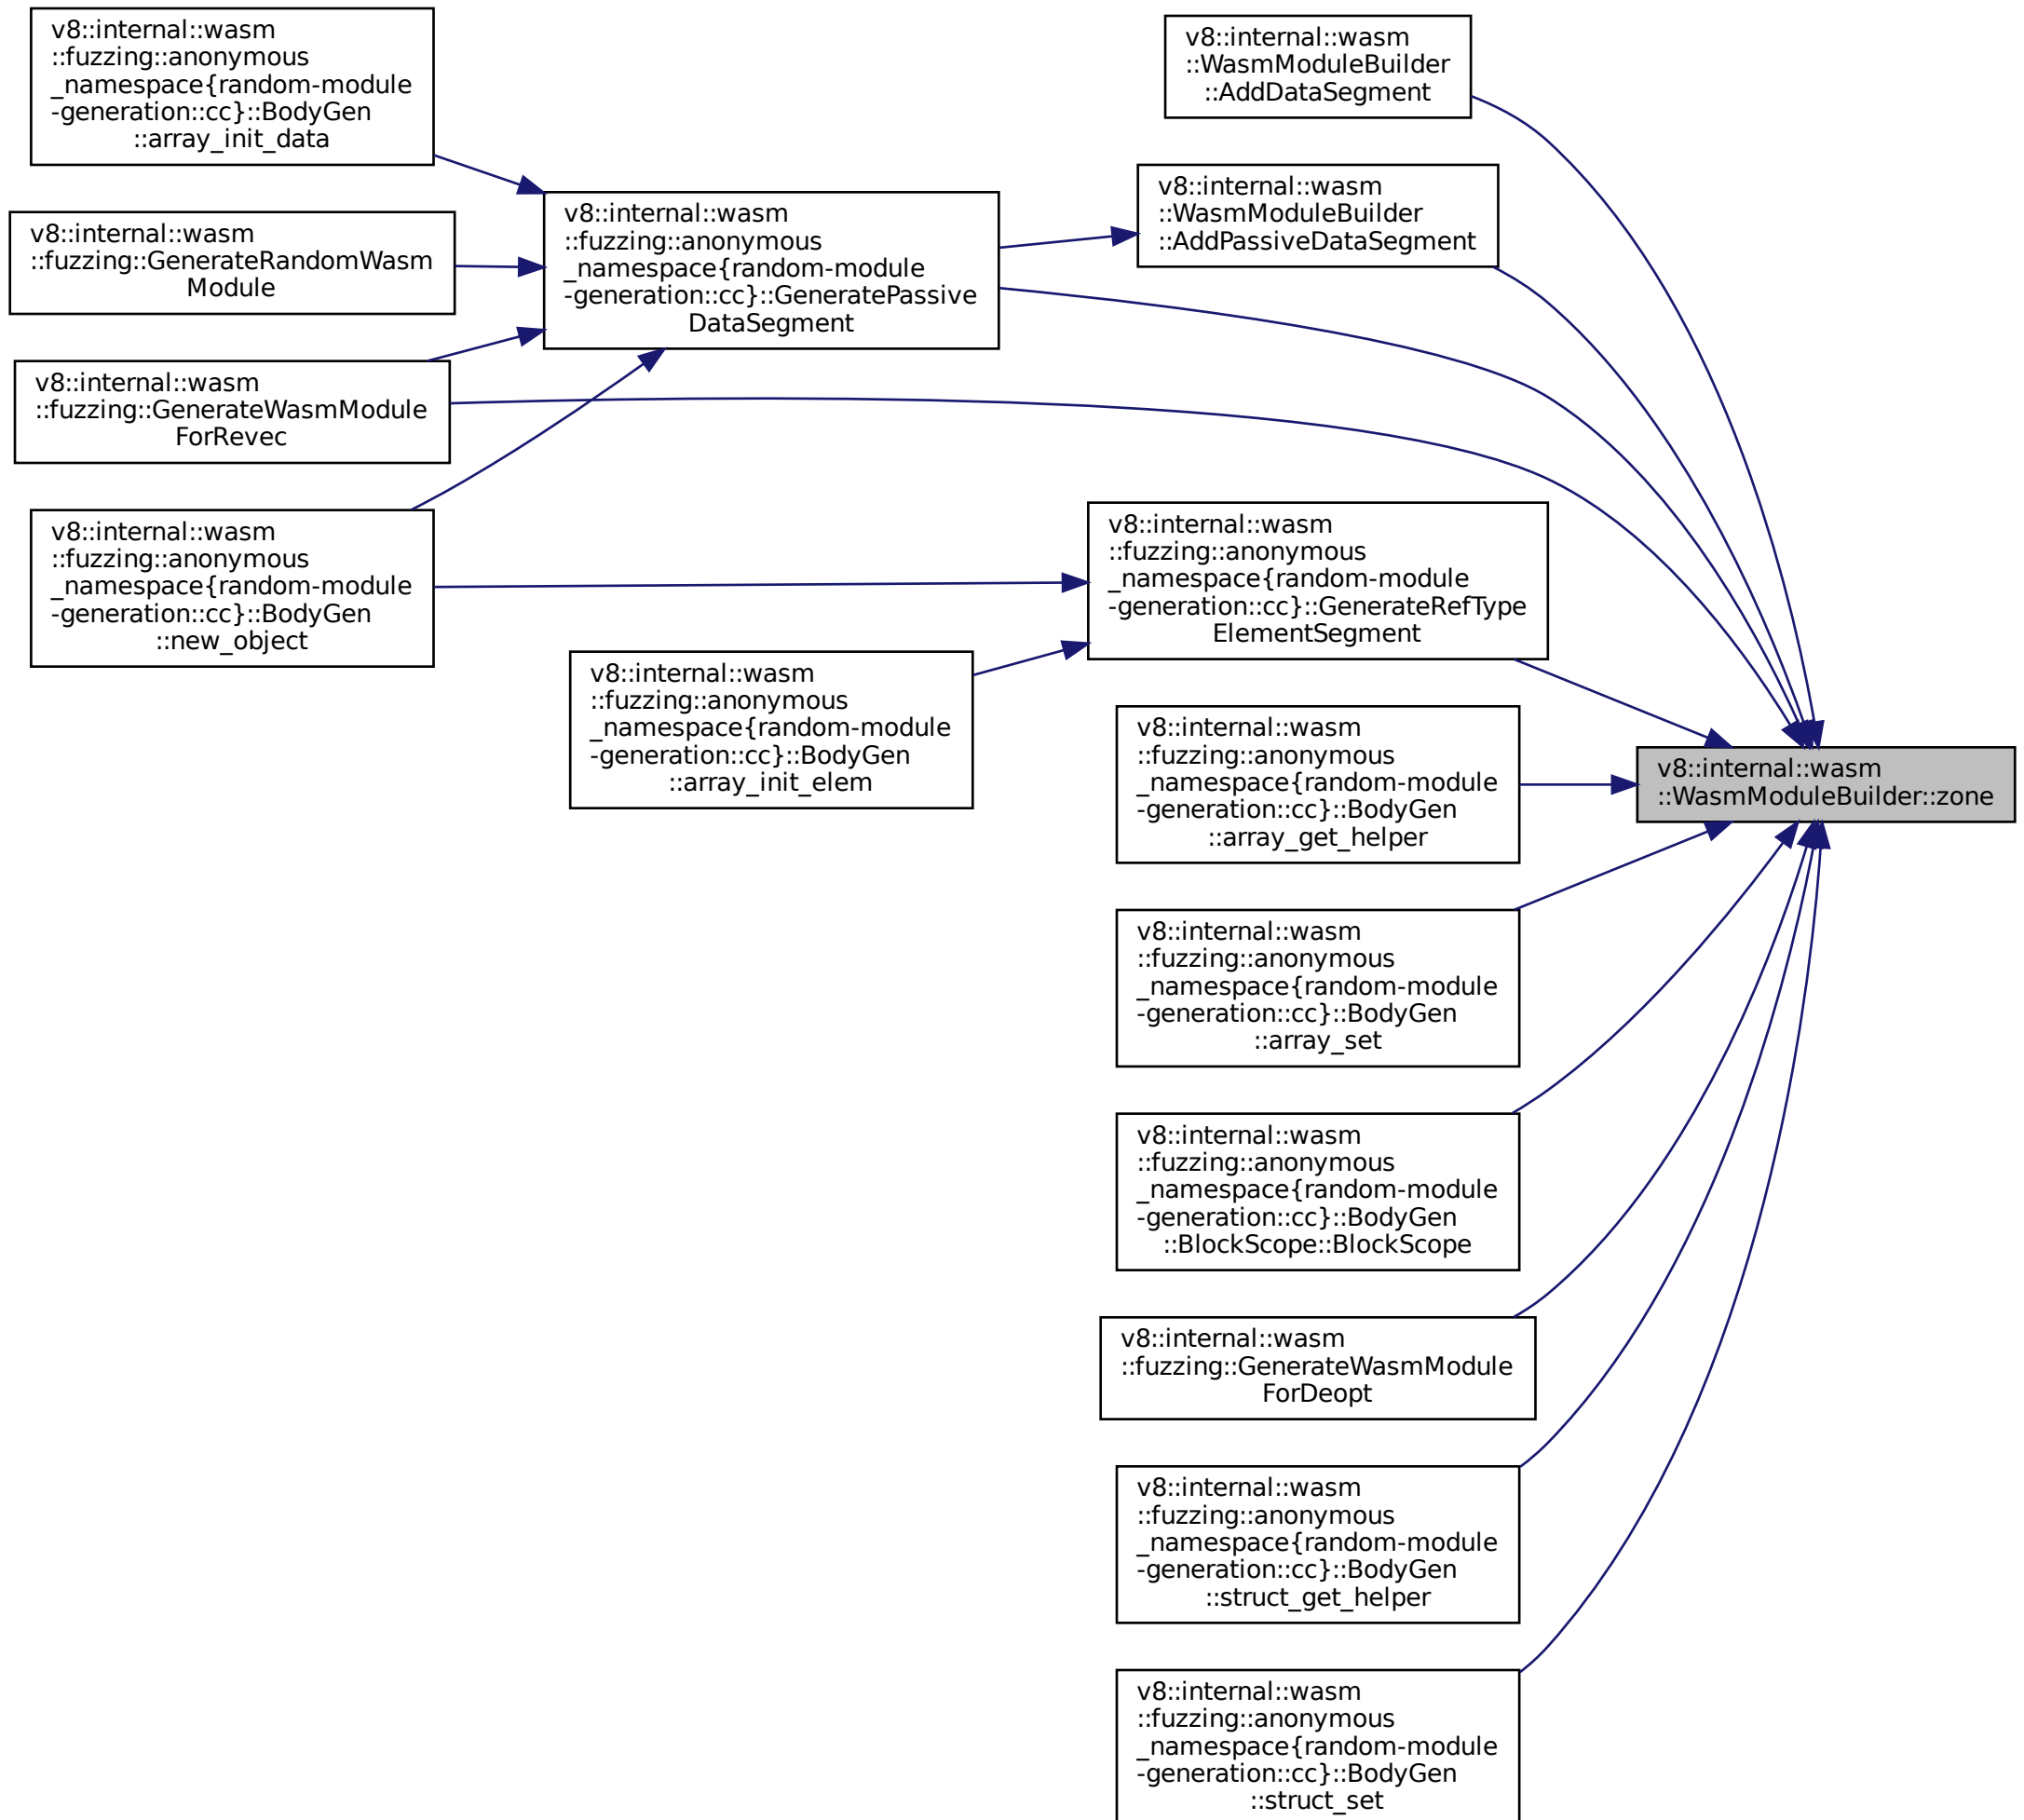 v8::internal::wasm
::fuzzing::anonymous
_namespace{random-module
-generation::cc}::BodyGen
::array_init_data
v8::internal::wasm
::fuzzing::GenerateRandomWasm
Module
v8::internal::wasm
::fuzzing::GenerateWasmModule
ForRevec
v8::internal::wasm
::fuzzing::anonymous
_namespace{random-module
-generation::cc}::BodyGen
::new_object
v8::internal::wasm
::fuzzing::anonymous
_namespace{random-module
-generation::cc}::GeneratePassive
DataSegment
v8::internal::wasm
::fuzzing::anonymous
_namespace{random-module
-generation::cc}::BodyGen
::array_init_elem
v8::internal::wasm
::WasmModuleBuilder
::AddDataSegment
v8::internal::wasm
::WasmModuleBuilder
::AddPassiveDataSegment
v8::internal::wasm
::fuzzing::anonymous
_namespace{random-module
-generation::cc}::GenerateRefType
ElementSegment
v8::internal::wasm
::fuzzing::anonymous
_namespace{random-module
-generation::cc}::BodyGen
::array_get_helper
v8::internal::wasm
::fuzzing::anonymous
_namespace{random-module
-generation::cc}::BodyGen
::array_set
v8::internal::wasm
::fuzzing::anonymous
_namespace{random-module
-generation::cc}::BodyGen
::BlockScope::BlockScope
v8::internal::wasm
::fuzzing::GenerateWasmModule
ForDeopt
v8::internal::wasm
::fuzzing::anonymous
_namespace{random-module
-generation::cc}::BodyGen
::struct_get_helper
v8::internal::wasm
::fuzzing::anonymous
_namespace{random-module
-generation::cc}::BodyGen
::struct_set
v8::internal::wasm
::WasmModuleBuilder::zone